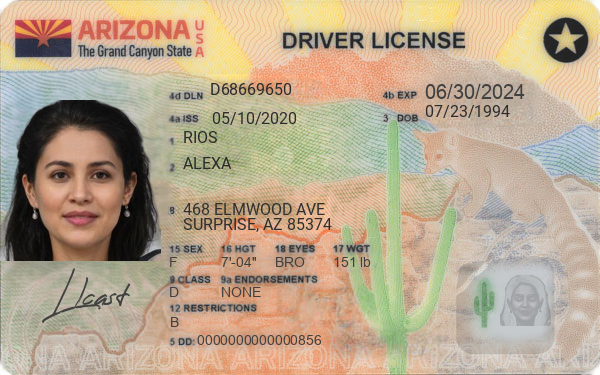 ARIZONA USA
The Grand Canyon State
DRIVER LICENSE
4d DLN D68669650
4b EXP 06/30/2024
4a ISS 05/10/2020
3 DOB 07/23/1994
1 RIOS
2 ALEXA
8 468 ELMWOOD AVE
SURPRISE, AZ 85374
15 SEX 16 HGT 18 EYES 17 WGT
F 7'-04" BRO 151 lb
9 CLASS 9a ENDORSEMENTS
D NONE
12 RESTRICTIONS
B
5 DD: 0000000000000856
ARIZONA ARIZONA ARIZONA ARIZONA